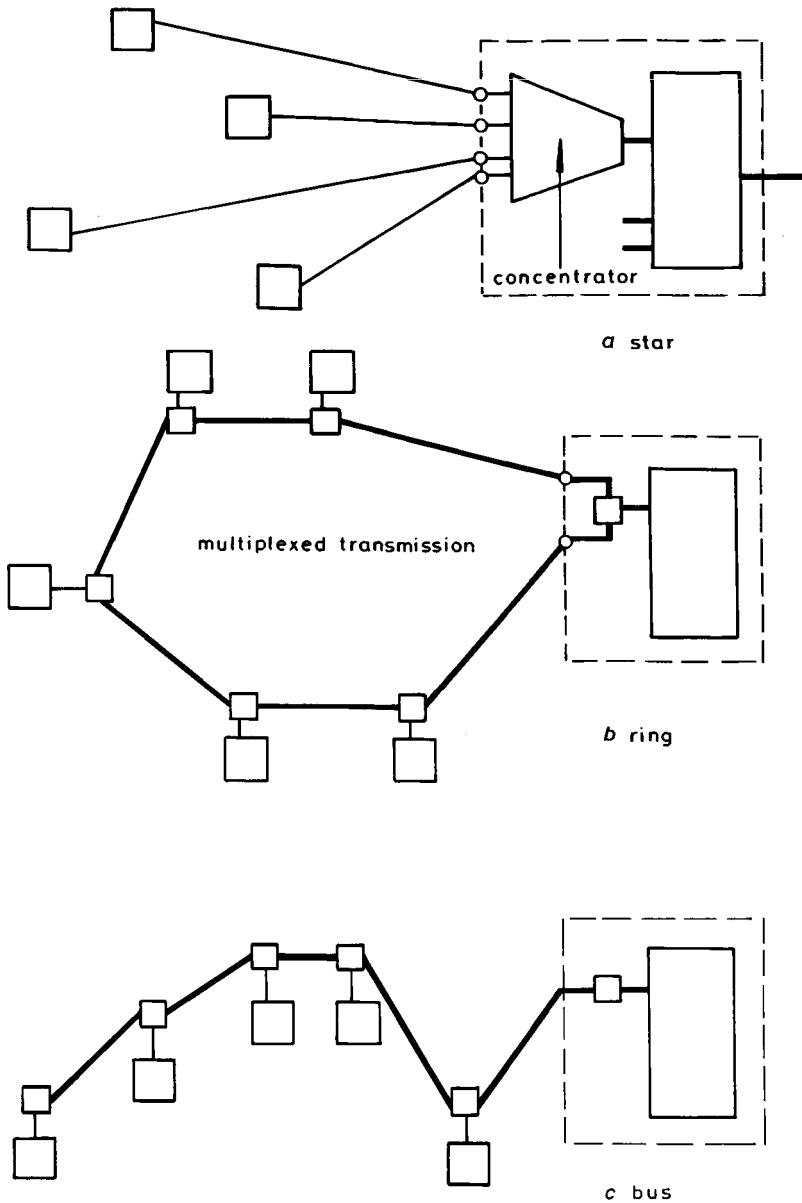 concentrator
a star
multiplexed transmission
b ring
c bus